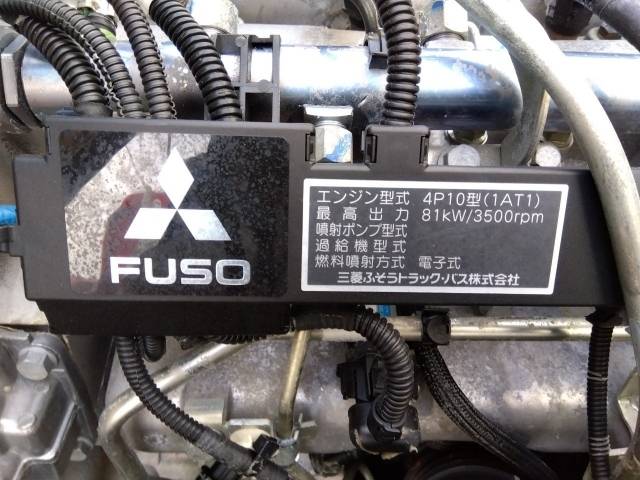 FUSO
エンジン型式 4P10型(1AT1)
最高出力 81kW/3500rpm
噴射ポンプ型式
過給機型式
燃料噴射方式 電子式
三菱ふそうトラック・バス株式会社